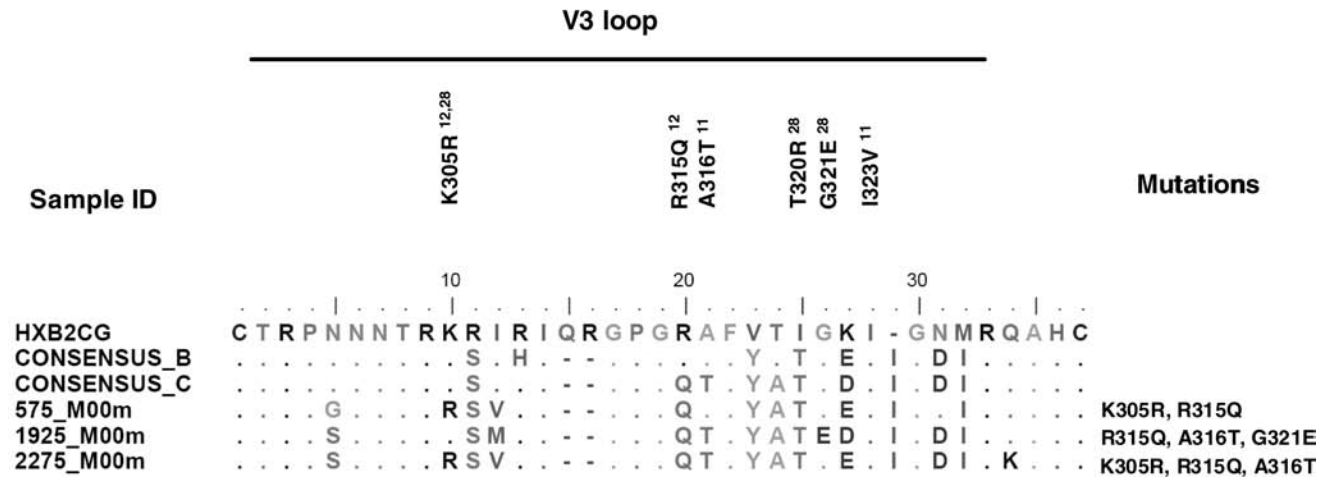 V3 loop
K305R 12,28
R315Q 12
A316T 11
T320R 28
G321E 28
I323V 11
Sample ID
Mutations
10 20 30
. . . . | . . . . | . . . . | . . . . | . . . . | . . . . | . . . . | . .
HXB2CG C T R P N N N T R K R I R I Q R G P G R A F V T I G K I - G N M R Q A H C
CONSENSUS_B . . . . . . . . . . S . H . - - . . . . . . Y . T . E . I . D I . . . . .
CONSENSUS_C . . . . . . . . . . S . . . - - . . . Q T . Y A T . D . I . D I . . . . .
575_M00m . . . . G . . . . R S V . . - - . . . Q . . Y A T . E . I . . I . . . . . K305R, R315Q
1925_M00m . . . . S . . . . . S M . . - - . . . Q T . Y A T E D . I . D I . . . . . R315Q, A316T, G321E
2275_M00m . . . . S . . . . R S V . . - - . . . Q T . Y A T . E . I . D I . K . . . K305R, R315Q, A316T